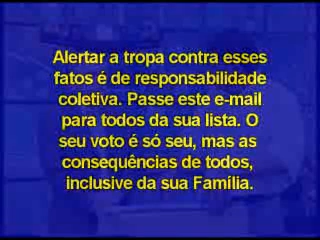 Alertar a tropa contra esses
fatos é de responsabilidade
coletiva. Passe este e-mail
para todos da sua lista. O
seu voto é só seu, mas as
consequências de todos,
inclusive da sua Família.